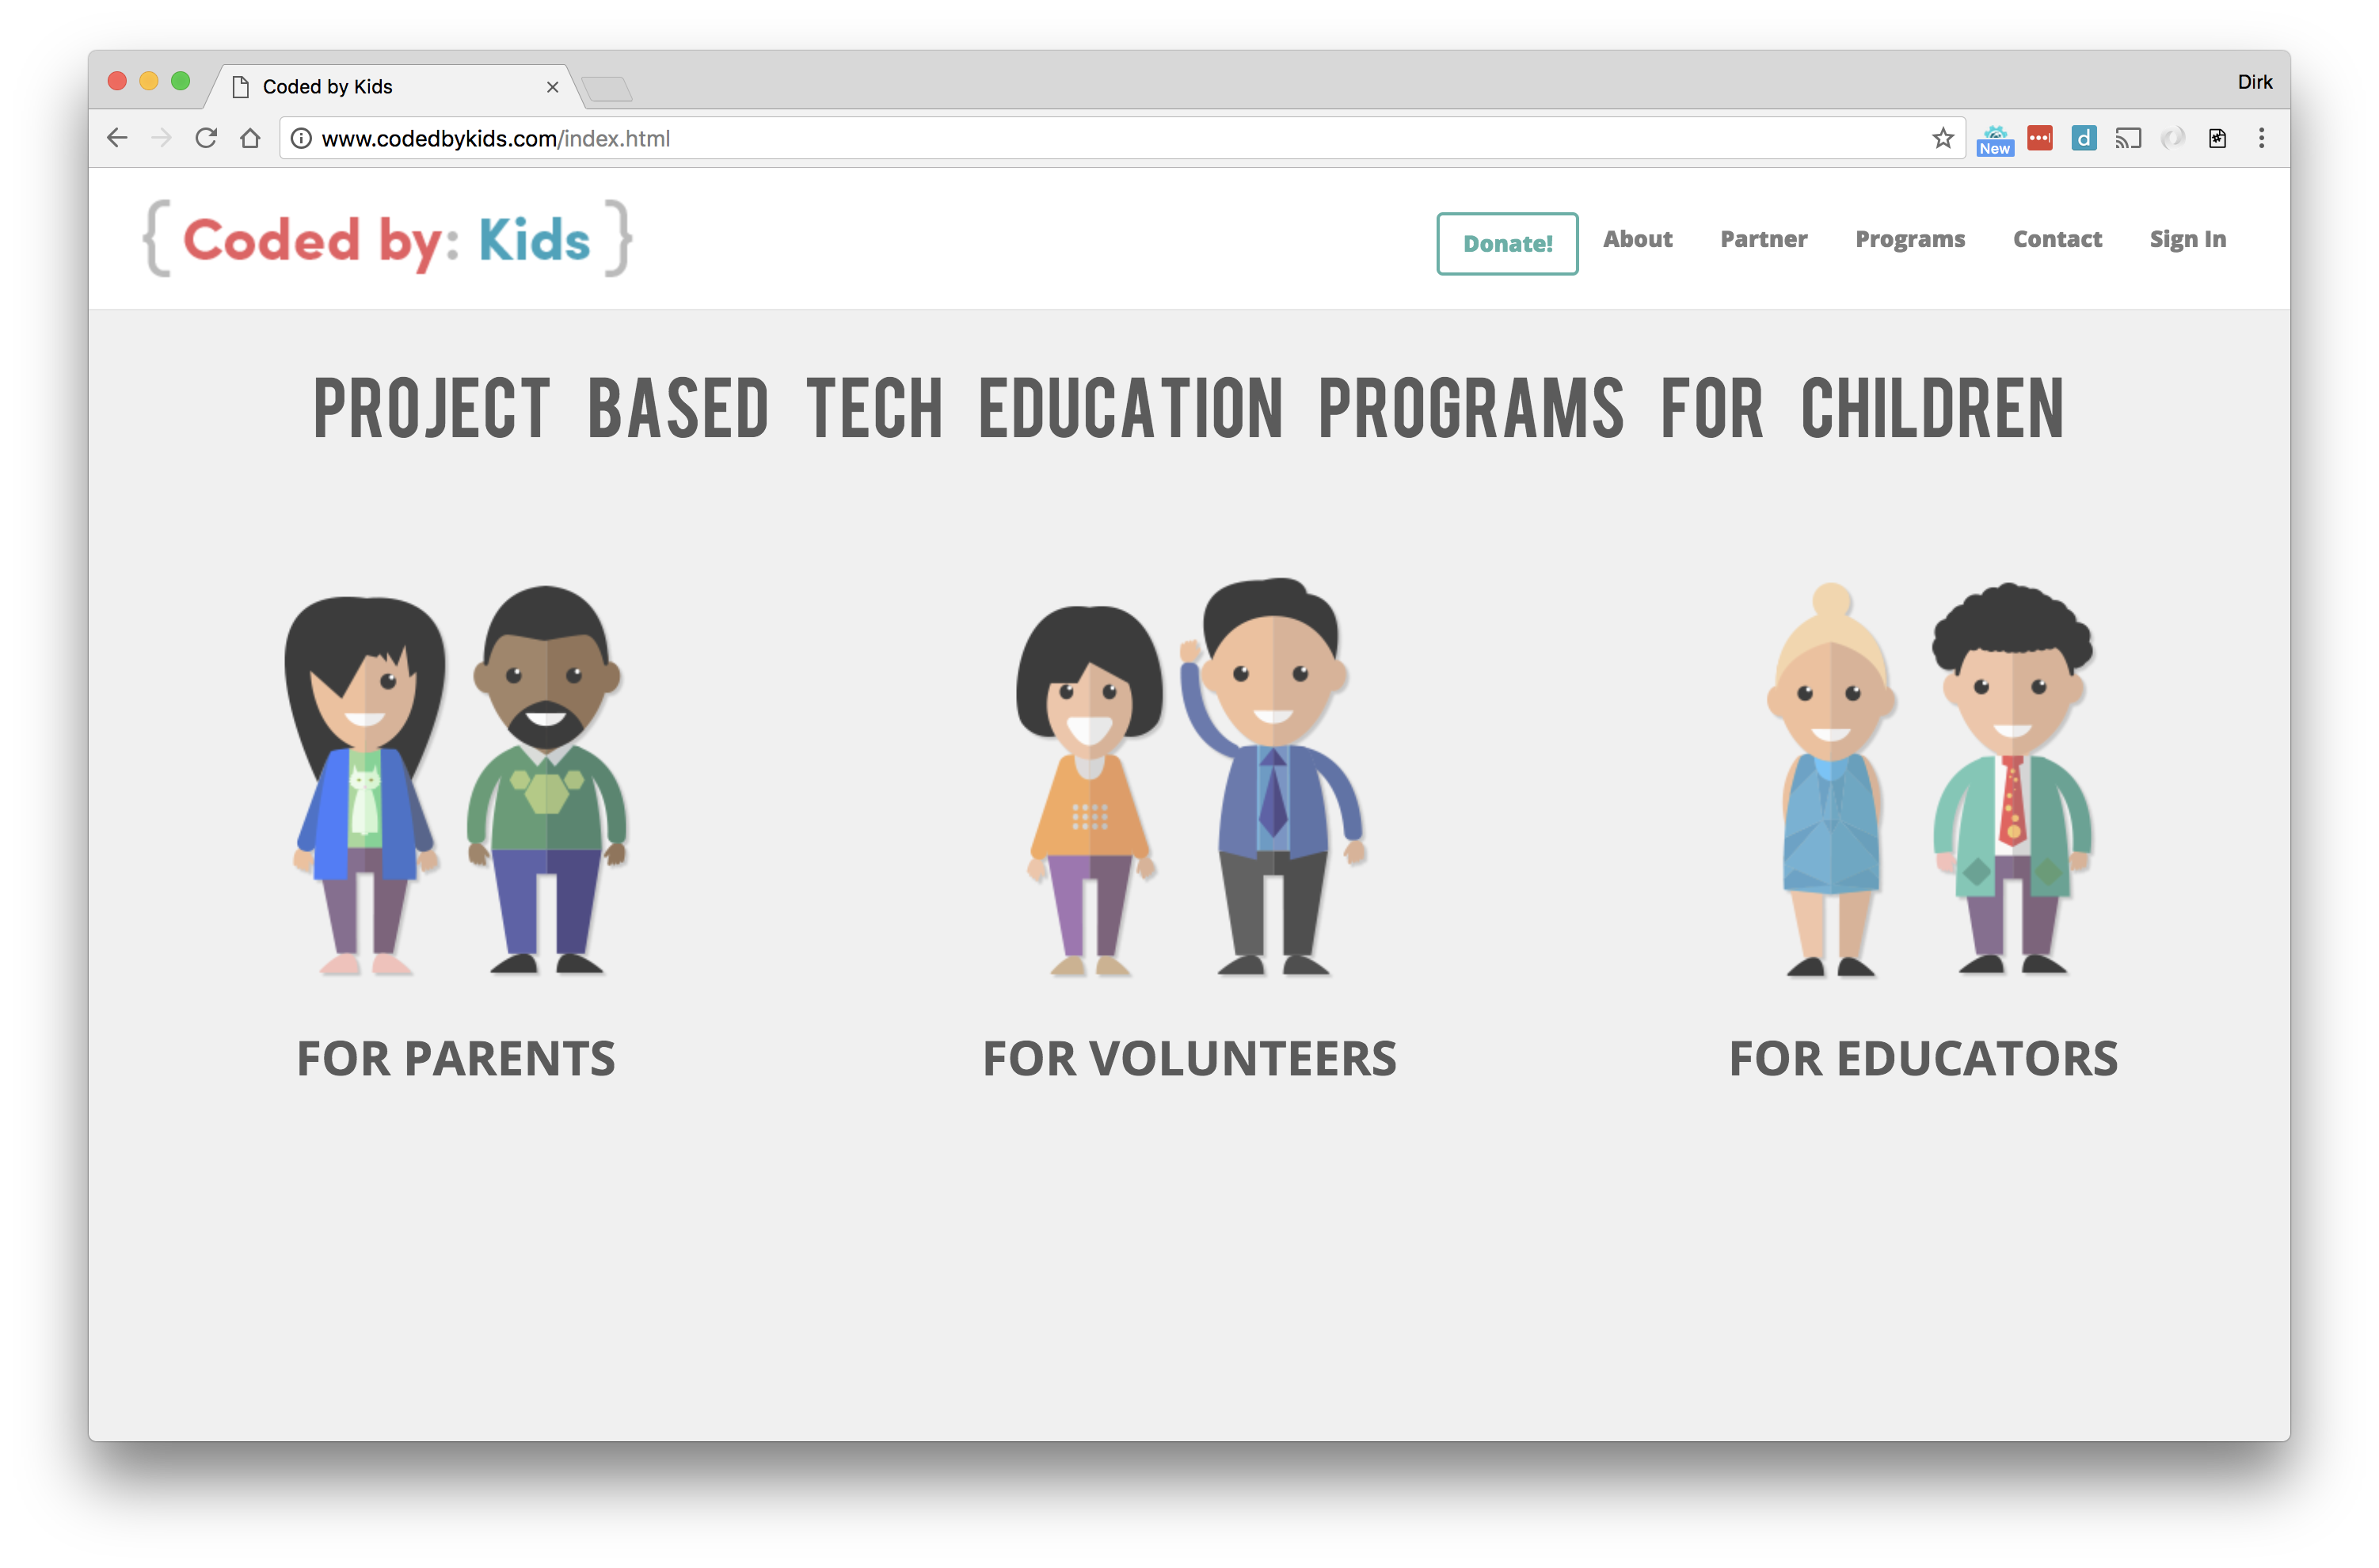 Coded by Kids
Dirk
www.codedbykids.com/index.html
New
d
{ Coded by: Kids }
Donate!
About
Partner
Programs
Contact
Sign In
PROJECT BASED TECH EDUCATION PROGRAMS FOR CHILDREN
FOR PARENTS
FOR VOLUNTEERS
FOR EDUCATORS